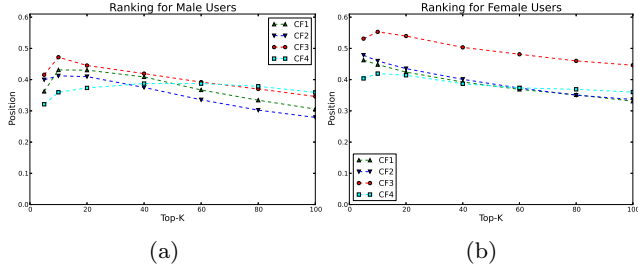 Ranking for Male Users
0.6
0.5
0.4
0.3
0.2
0.1
0.0
Position
0
20
40
60
80
100
Top-K
CF1
CF2
CF3
CF4
(a)
Ranking for Female Users
0.6
0.5
0.4
0.3
0.2
0.1
0.0
Position
0
20
40
60
80
100
Top-K
CF1
CF2
CF3
CF4
(b)